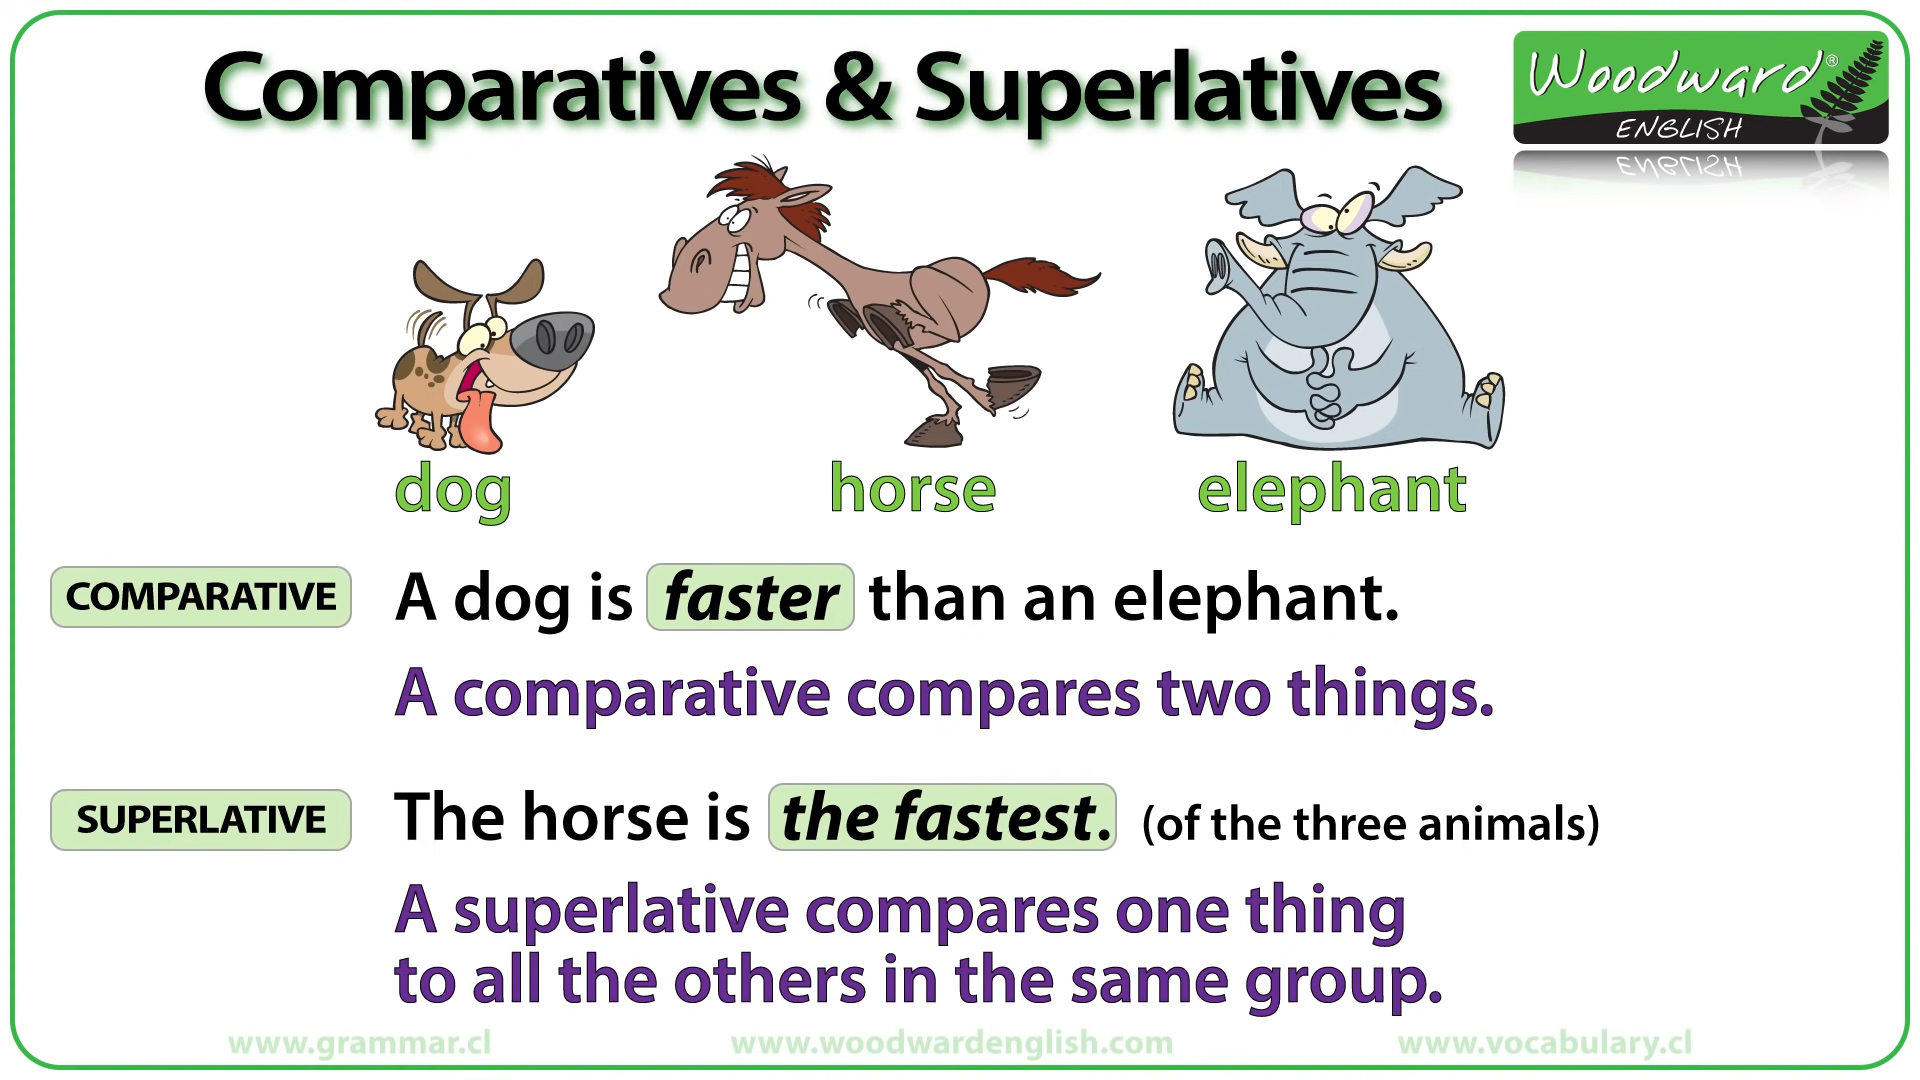 Comparatives & Superlatives
Woodward®
ENGLISH
dog
horse
elephant
COMPARATIVE
A dog is faster than an elephant.
A comparative compares two things.
SUPERLATIVE
The horse is the fastest. (of the three animals)
A superlative compares one thing
to all the others in the same group.
www.grammar.cl
www.woodwardenglish.com
www.vocabulary.cl